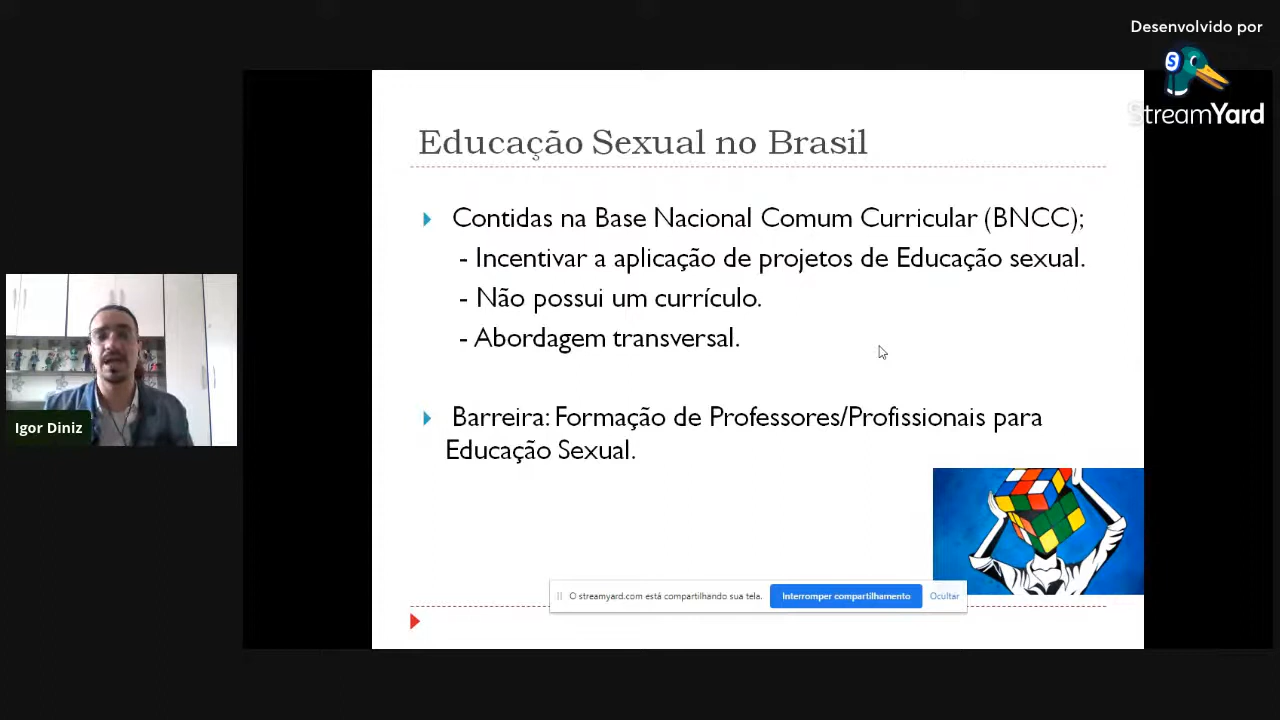 Desenvolvido por
StreamYard
Educação Sexual no Brasil
Contidas na Base Nacional Comum Curricular (BNCC);
- Incentivar a aplicação de projetos de Educação sexual.
- Não possui um currículo.
- Abordagem transversal.
Barreira: Formação de Professores/Profissionais para
Educação Sexual.
Igor Diniz
O streamyard.com está compartilhando sua tela.
Interromper compartilhamento
Ocultar